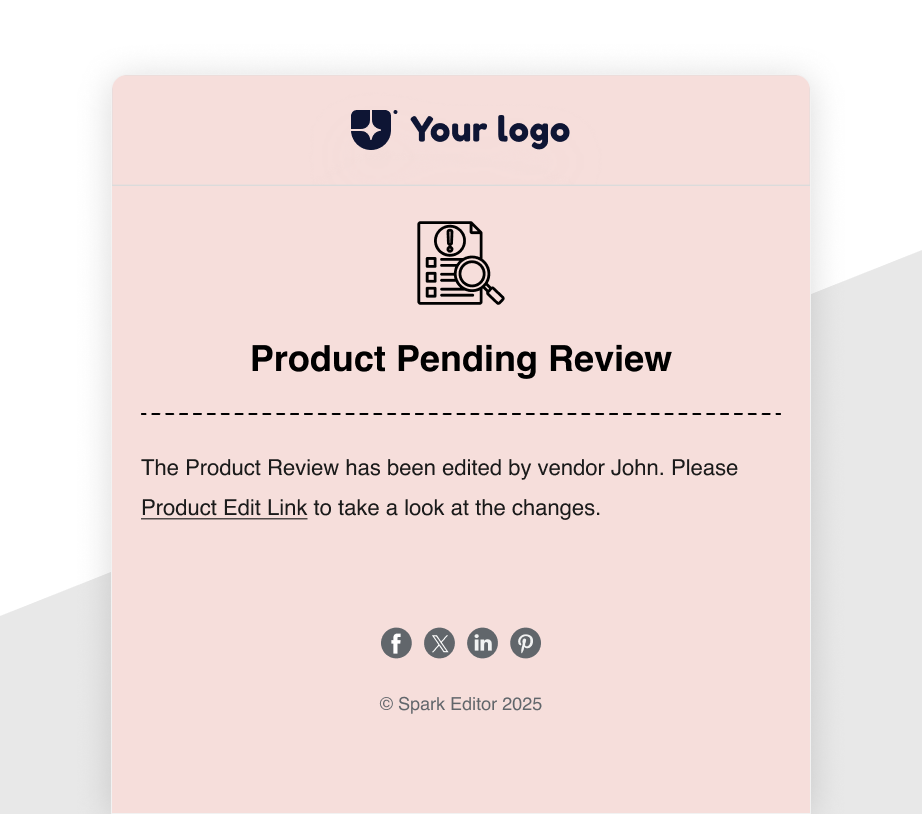 Your logo
Product Pending Review
The Product Review has been edited by vendor John. Please
Product Edit Link to take a look at the changes.
© Spark Editor 2025